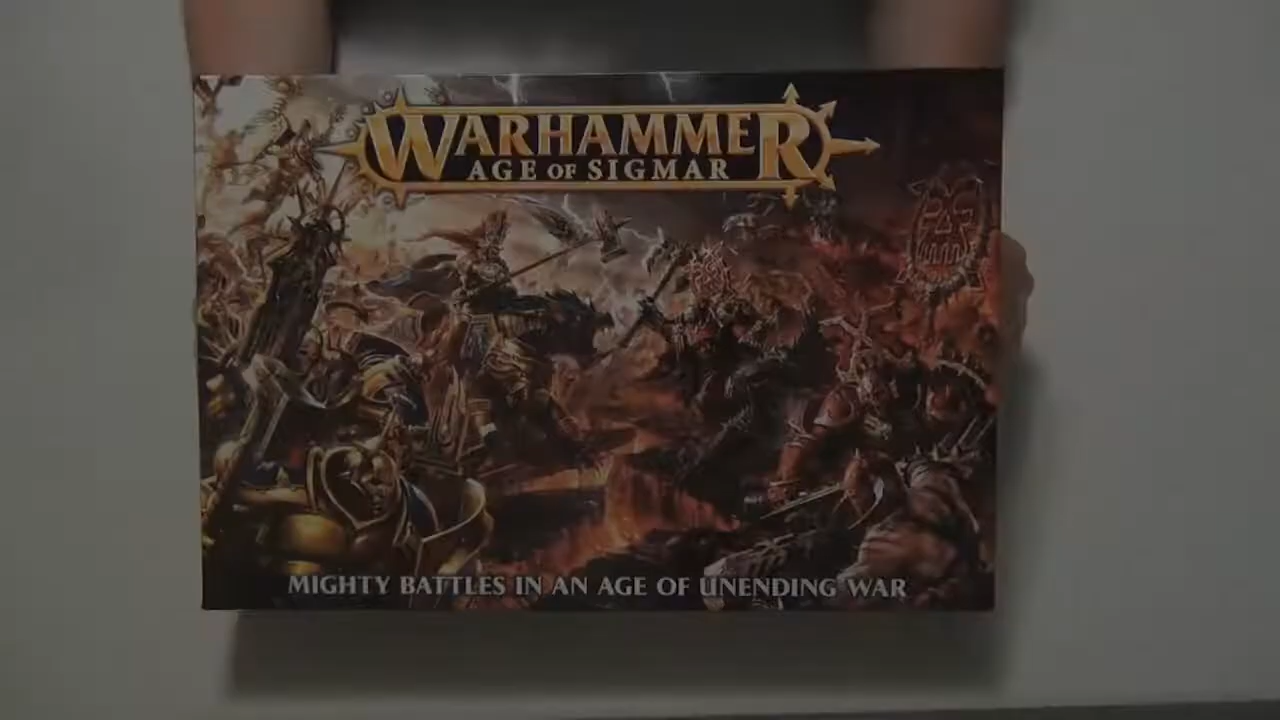 WARHAMMER
AGE OF SIGMAR
MIGHTY BATTLES IN AN AGE OF UNENDING WAR